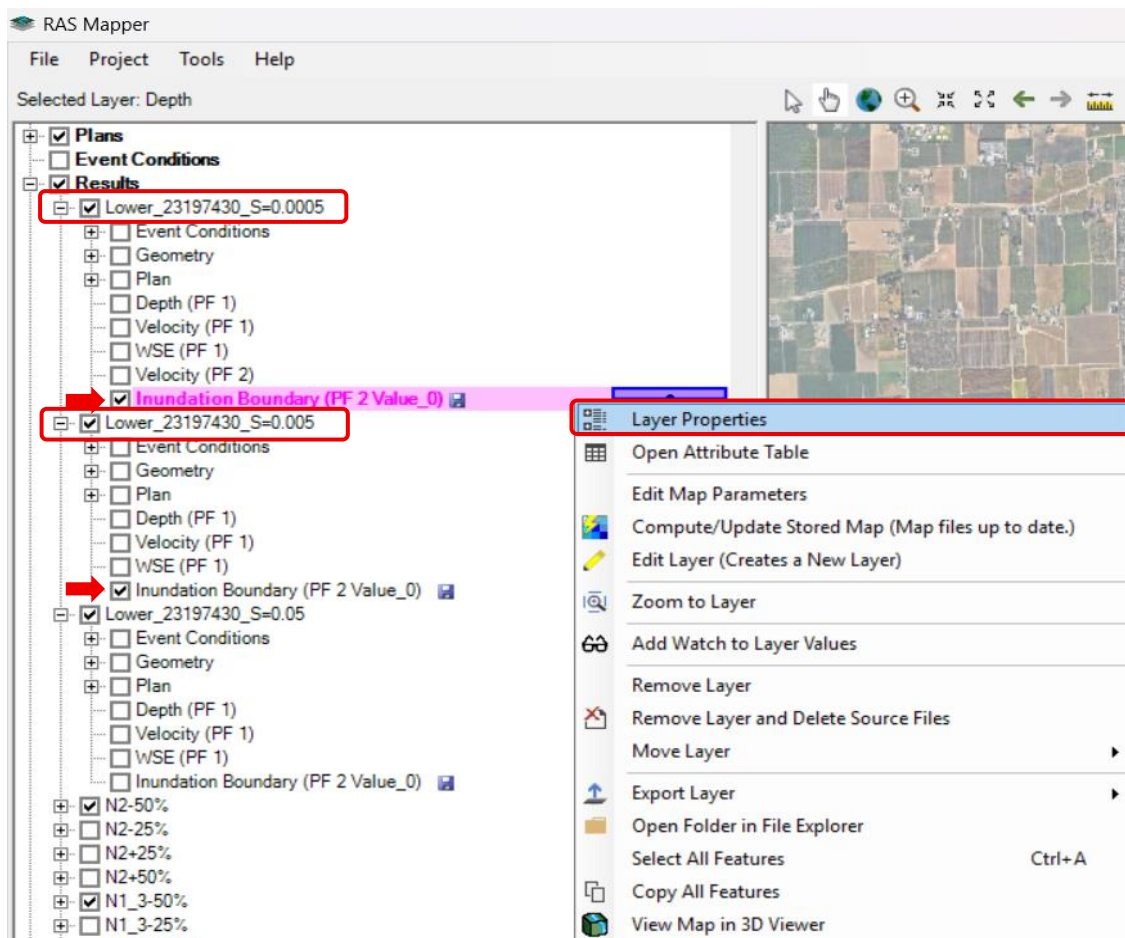 RAS Mapper
File Project Tools Help
Selected Layer: Depth
Plans
Event Conditions
Results
Lower_23197430_S=0.0005
Event Conditions
Geometry
Plan
Depth (PF 1)
Velocity (PF 1)
WSE (PF 1)
Velocity (PF 2)
Inundation Boundary (PF 2 Value_0)
Lower_23197430_S=0.005
Event Conditions
Geometry
Plan
Depth (PF 1)
Velocity (PF 1)
WSE (PF 1)
Inundation Boundary (PF 2 Value_0)
Lower_23197430_S=0.05
Event Conditions
Geometry
Plan
Depth (PF 1)
Velocity (PF 1)
WSE (PF 1)
Inundation Boundary (PF 2 Value_0)
N2-50%
N2-25%
N2+25%
N2+50%
N1_3-50%
N1_3-25%
Layer Properties
Open Attribute Table
Edit Map Parameters
Compute/Update Stored Map (Map files up to date.)
Edit Layer (Creates a New Layer)
Zoom to Layer
Add Watch to Layer Values
Remove Layer
Remove Layer and Delete Source Files
Move Layer
Export Layer
Open Folder in File Explorer
Select All Features Ctrl+A
Copy All Features
View Map in 3D Viewer